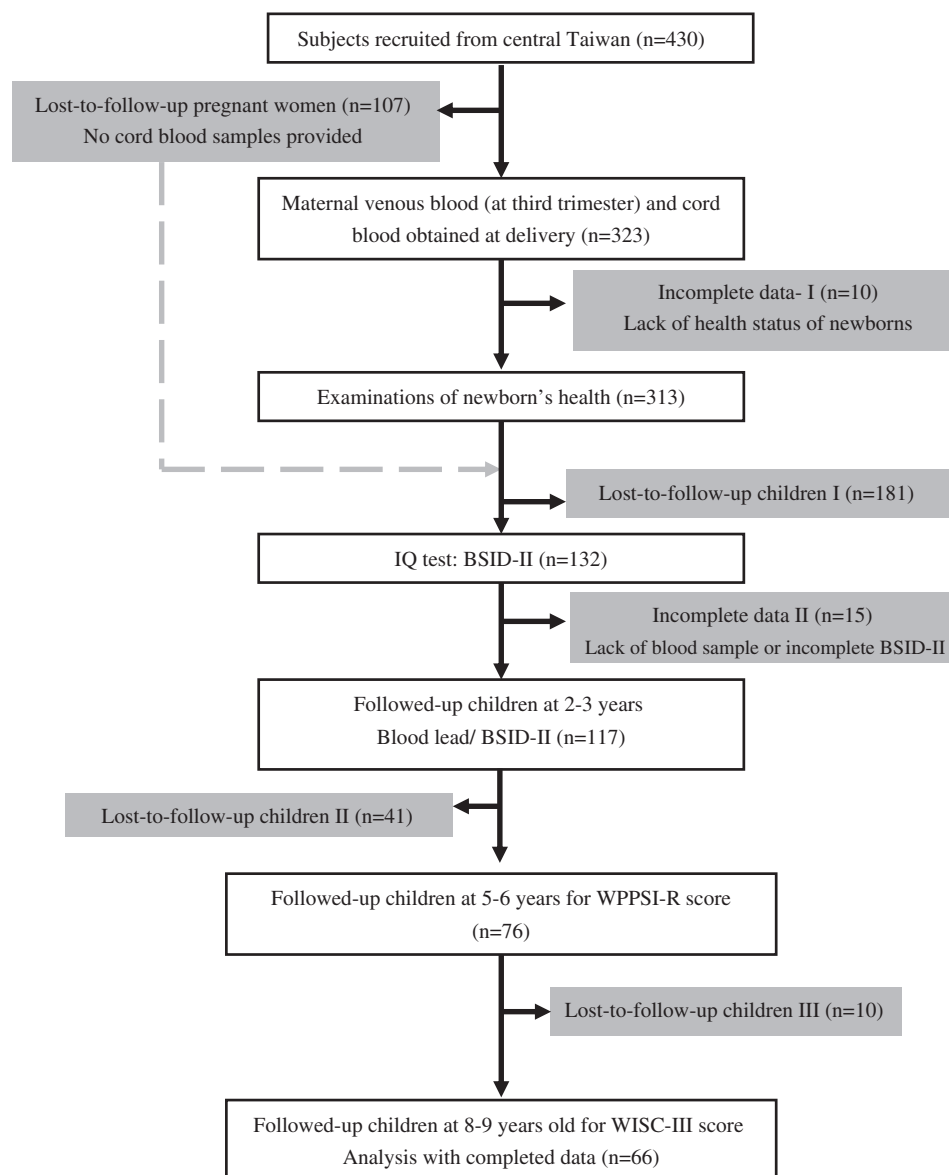 Subjects recruited from central Taiwan (n=430)
Lost-to-follow-up pregnant women (n=107)
No cord blood samples provided
Maternal venous blood (at third trimester) and cord
blood obtained at delivery (n=323)
Incomplete data- I (n=10)
Lack of health status of newborns
Examinations of newborn's health (n=313)
Lost-to-follow-up children I (n=181)
IQ test: BSID-II (n=132)
Incomplete data II (n=15)
Lack of blood sample or incomplete BSID-II
Followed-up children at 2-3 years
Blood lead/ BSID-II (n=117)
Lost-to-follow-up children II (n=41)
Followed-up children at 5-6 years for WPPSI-R score
(n=76)
Lost-to-follow-up children III (n=10)
Followed-up children at 8-9 years old for WISC-III score
Analysis with completed data (n=66)